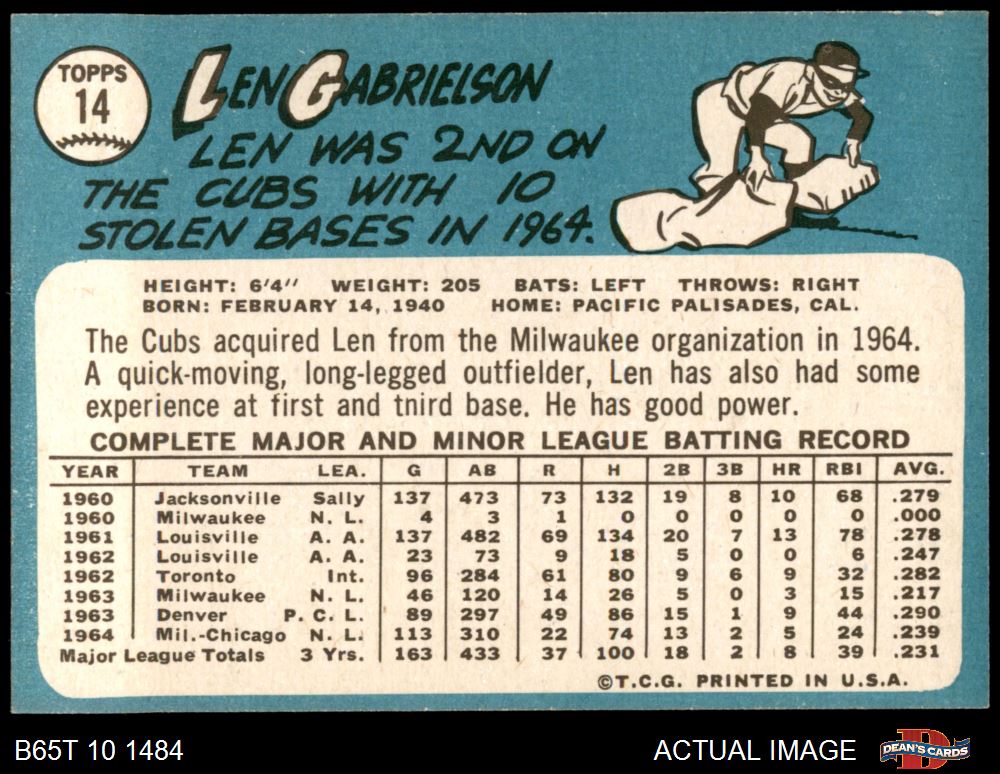 TOPPS
14
LEN GABRIELSON
LEN WAS 2ND ON
THE CUBS WITH 10
STOLEN BASES IN 1964.
HEIGHT: 6'4" WEIGHT: 205 BATS: LEFT THROWS: RIGHT
BORN: FEBRUARY 14, 1940 HOME: PACIFIC PALISADES, CAL.
The Cubs acquired Len from the Milwaukee organization in 1964.
A quick-moving, long-legged outfielder, Len has also had some
experience at first and tnird base. He has good power.
COMPLETE MAJOR AND MINOR LEAGUE BATTING RECORD
YEAR TEAM LEA. G AB R H 2B 3B HR RBI AVG.
1960 Jacksonville Sally 137 473 73 132 19 8 10 68 .279
1960 Milwaukee N. L. 4 3 1 0 0 0 0 0 .000
1961 Louisville A. A. 137 482 69 134 20 7 13 78 .278
1962 Louisville A. A. 23 73 9 18 5 0 0 6 .247
1962 Toronto Int. 96 284 61 80 9 6 9 32 .282
1963 Milwaukee N. L. 46 120 14 26 5 0 3 15 .217
1963 Denver P. C. L. 89 297 49 86 15 1 9 44 .290
1964 Mil.-Chicago N. L. 113 310 22 74 13 2 5 24 .239
Major League Totals 3 Yrs. 163 433 37 100 18 2 8 39 .231
©T.C.G. PRINTED IN U.S.A.
B65T 10 1484 ACTUAL IMAGE DEAN'S CARDS